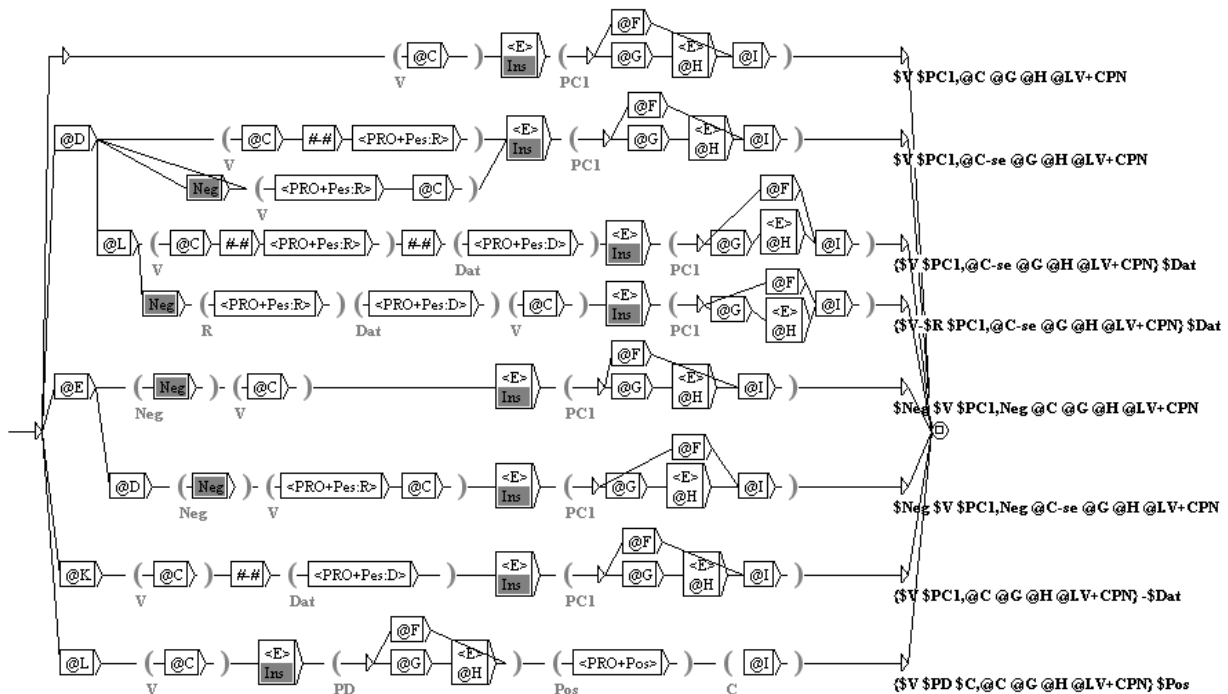 @F
( @C ) <E> ( @G <E> @I )
Ins @H
V PC1 $V $PC1,@C @G @H @LV+CPN
@F
@D ( @C #-# <PRO+Pes:R> ) <E> ( @G <E> @I )
Ins @H
V PC1 $V $PC1,@C-se @G @H @LV+CPN
Neg ( <PRO+Pes:R> @C )
V
@F
@L ( @C #-# <PRO+Pes:R> ) #-# ( <PRO+Pes:D> ) <E> ( @G <E> @I )
Ins @H
V Dat PC1 {$V $PC1,@C-se @G @H @LV+CPN} $Dat
@F
Neg ( <PRO+Pes:R> ) ( <PRO+Pes:D> ) ( @C ) <E> ( @G <E> @I )
Ins @H
R Dat V PC1 {$V-$R $PC1,@C-se @G @H @LV+CPN} $Dat
@F
@E ( Neg ) ( @C ) <E> ( @G <E> @I )
Ins @H
Neg V PC1 $Neg $V $PC1,Neg @C @G @H @LV+CPN
@F
@D ( Neg ) ( <PRO+Pes:R> @C ) <E> ( @G <E> @I )
Ins @H
Neg V PC1 $Neg $V $PC1,Neg @C-se @G @H @LV+CPN
@F
@K ( @C ) #-# ( <PRO+Pes:D> ) <E> ( @G <E> @I )
Ins @H
V Dat PC1 {$V $PC1,@C @G @H @LV+CPN} -$Dat
@F
@L ( @C ) <E> ( @G <E> ) ( <PRO+Pos> ) ( @I )
Ins @H
V PD Pos C {$V $PD $C,@C @G @H @LV+CPN} $Pos